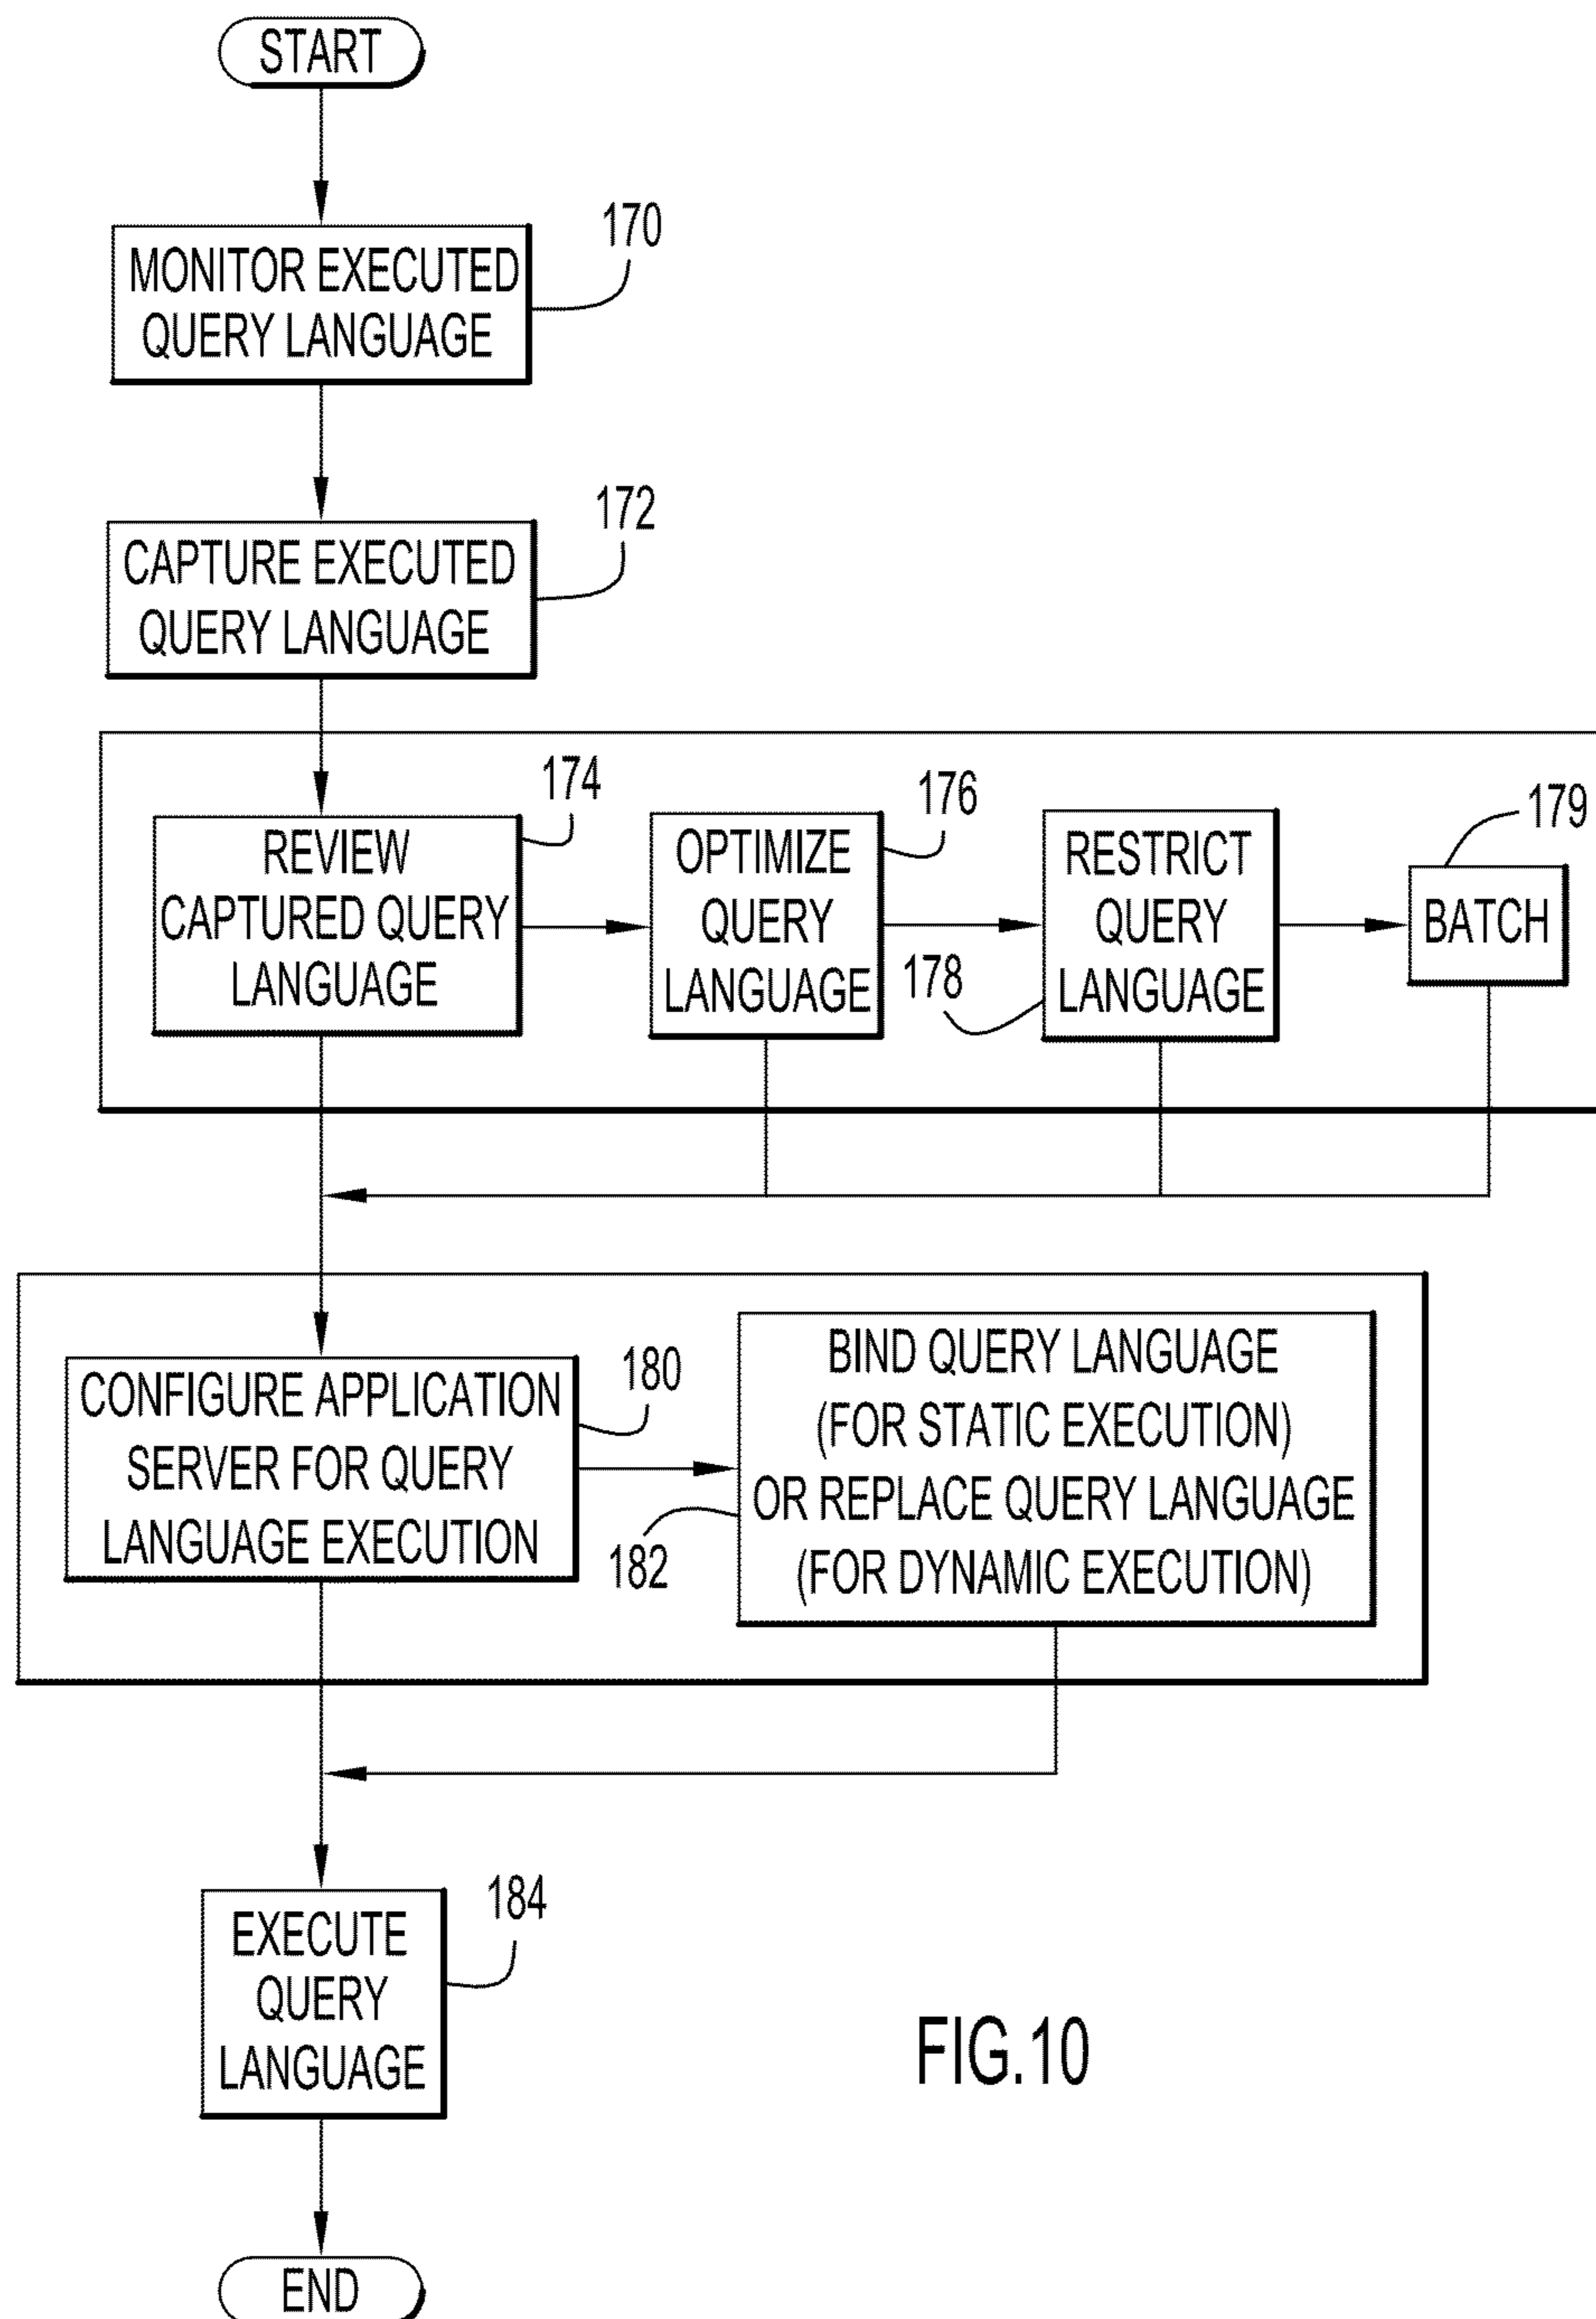 START
170
MONITOR EXECUTED
QUERY LANGUAGE
172
CAPTURE EXECUTED
QUERY LANGUAGE
174
REVIEW
CAPTURED QUERY
LANGUAGE
176
OPTIMIZE
QUERY
LANGUAGE
178
RESTRICT
QUERY
LANGUAGE
179
BATCH
180
CONFIGURE APPLICATION
SERVER FOR QUERY
LANGUAGE EXECUTION
182
BIND QUERY LANGUAGE
(FOR STATIC EXECUTION)
OR REPLACE QUERY LANGUAGE
(FOR DYNAMIC EXECUTION)
184
EXECUTE
QUERY
LANGUAGE
FIG.10
END